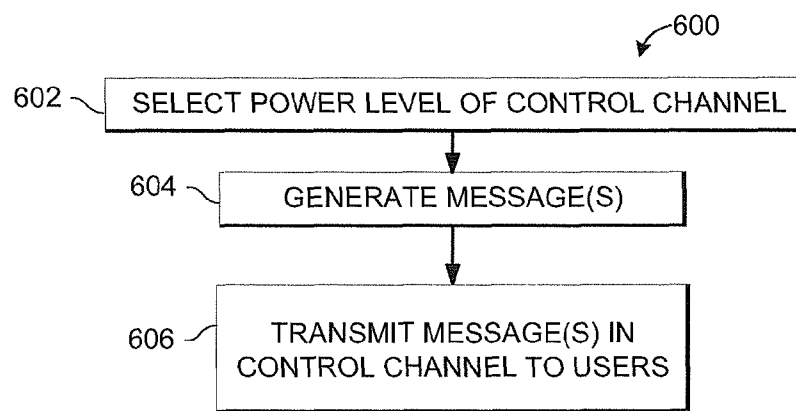 600
602
SELECT POWER LEVEL OF CONTROL CHANNEL
604
GENERATE MESSAGE(S)
606
TRANSMIT MESSAGE(S) IN
CONTROL CHANNEL TO USERS